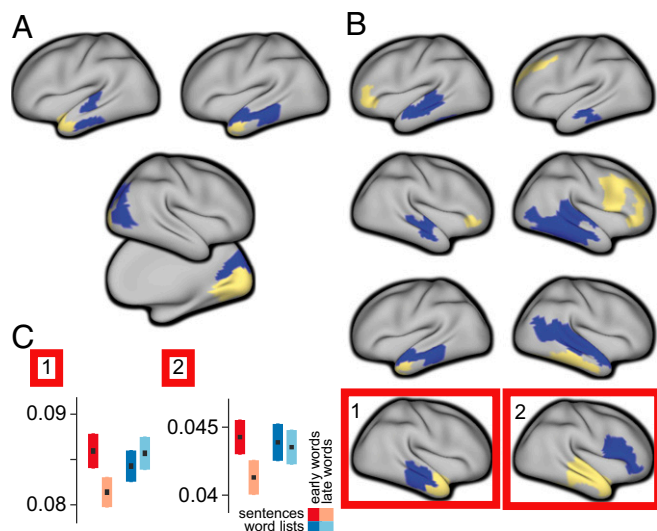 A
B
C
1
2
0.09
0.08
0.045
0.04
early words
late words
sentences
word lists
1
2